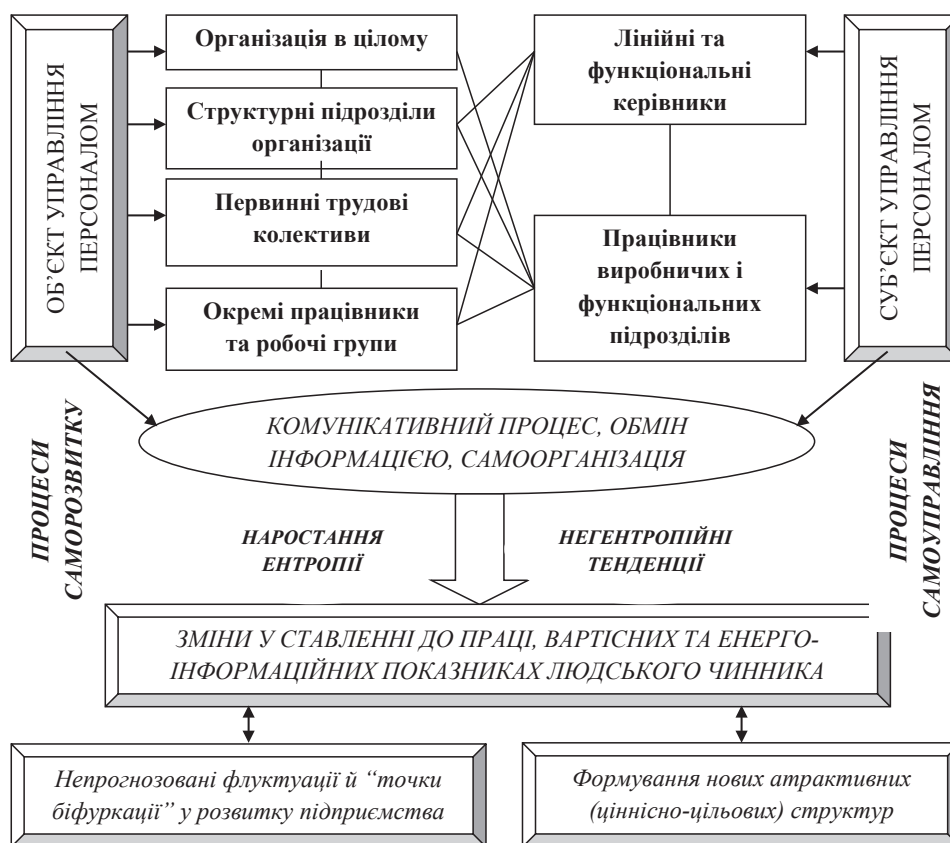 ОБ’ЄКТ УПРАВЛІННЯ
ПЕРСОНАЛОМ
Організація в цілому
Структурні підрозділи
організації
Первинні трудові
колективи
Окремі працівники
та робочі групи
Лінійні та
функціональні
керівники
Працівники
виробничих і
функціональних
підрозділів
СУБ’ЄКТ УПРАВЛІННЯ
ПЕРСОНАЛОМ
ПРОЦЕСИ
САМОРОЗВИТКУ
КОМУНІКАТИВНИЙ ПРОЦЕС, ОБМІН
ІНФОРМАЦІЄЮ, САМООРГАНІЗАЦІЯ
ПРОЦЕСИ
САМОУПРАВЛІННЯ
НАРОСТАННЯ
ЕНТРОПІЇ
НЕГЕНТРОПІЙНІ
ТЕНДЕНЦІЇ
ЗМІНИ У СТАВЛЕННІ ДО ПРАЦІ, ВАРТІСНИХ ТА ЕНЕРГО-
ІНФОРМАЦІЙНИХ ПОКАЗНИКАХ ЛЮДСЬКОГО ЧИННИКА
Непрогнозовані флуктуації й “точки
біфуркації” у розвитку підприємства
Формування нових атрактивних
(ціннісно-цільових) структур